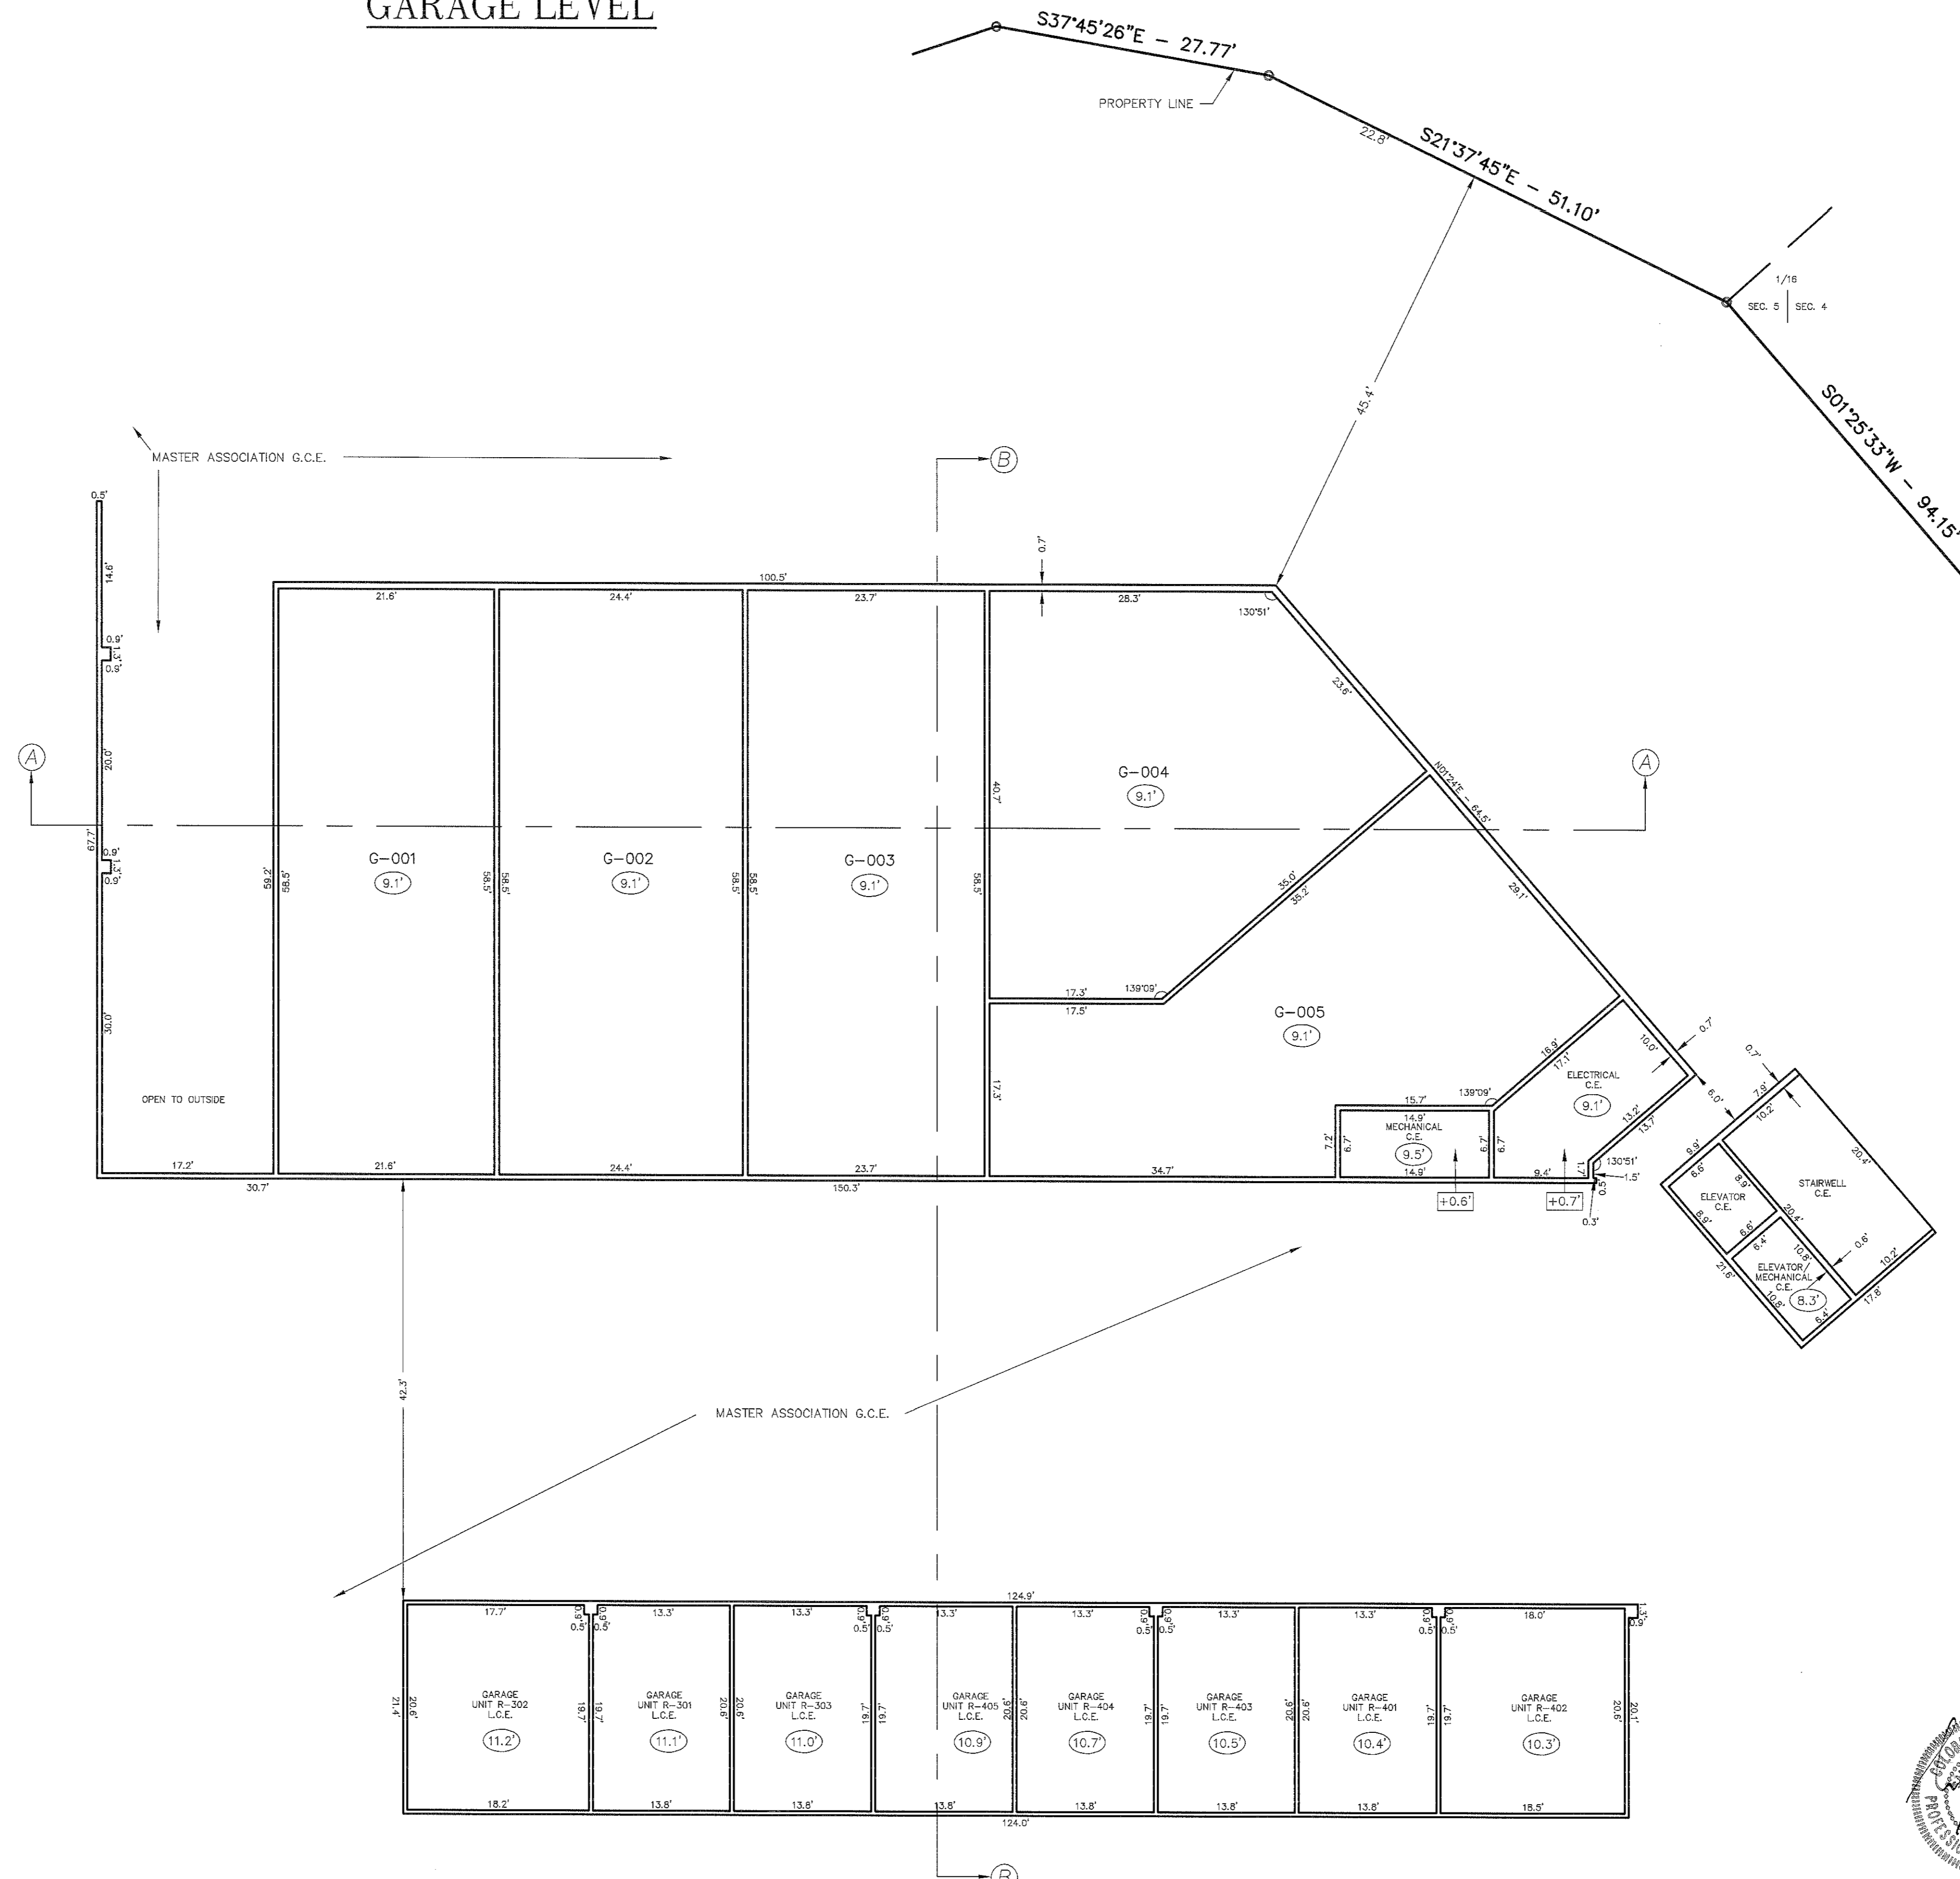 GARAGE LEVEL
S37°45'26"E - 27.77'
PROPERTY LINE
22.8'
S21°37'45"E - 51.10'
1/16
SEC. 5 SEC. 4
S01°25'33"W - 94.15'
45.4'
MASTER ASSOCIATION G.C.E.
B
0.5'
14.6'
0.9'
1.3'
0.9'
20.0'
67.7'
0.9'
1.3'
0.9'
30.0'
A
A
100.5'
0.7'
21.6'
24.4'
23.7'
28.3'
130°51'
23.6'
N01°24'E - 64.5'
29.1'
G-004
9.1'
40.7'
G-001
9.1'
G-002
9.1'
G-003
9.1'
59.2'
58.5'
58.5'
58.5'
58.5'
58.5'
58.5'
35.0'
35.2'
17.3'
139°09'
17.5'
G-005
9.1'
17.3'
16.9'
17.1'
10.0'
0.7'
ELECTRICAL
C.E.
9.1'
139°09'
15.7'
14.9'
MECHANICAL
C.E.
9.5'
14.9'
7.2'
6.7'
6.7'
6.7'
13.2'
13.7'
130°51'
1.7'
1.5'
0.5'
0.3'
9.4'
+0.6'
+0.7'
OPEN TO OUTSIDE
17.2'
21.6'
24.4'
23.7'
34.7'
30.7'
150.3'
6.0'
0.7'
7.9'
10.2'
20.4'
9.9'
6.6'
8.9'
ELEVATOR
C.E.
8.9'
6.6'
20.4'
STAIRWELL
C.E.
6.4'
10.8'
0.6'
ELEVATOR/
MECHANICAL
C.E.
8.3'
21.6'
10.8'
6.4'
10.2'
17.8'
42.3'
MASTER ASSOCIATION G.C.E.
124.9'
17.7'
0.9'
0.5'
0.9'
0.5'
13.3'
13.3'
0.9'
0.5'
0.9'
0.5'
13.3'
13.3'
0.9'
0.5'
0.9'
0.5'
13.3'
13.3'
0.9'
0.5'
0.9'
0.5'
18.0'
1.3'
0.9'
21.4'
20.6'
GARAGE
UNIT R-302
L.C.E.
11.2'
19.7'
19.7'
GARAGE
UNIT R-301
L.C.E.
11.1'
20.6'
20.6'
GARAGE
UNIT R-303
L.C.E.
11.0'
19.7'
19.7'
GARAGE
UNIT R-405
L.C.E.
10.9'
20.6'
20.6'
GARAGE
UNIT R-404
L.C.E.
10.7'
19.7'
19.7'
GARAGE
UNIT R-403
L.C.E.
10.5'
20.6'
20.6'
GARAGE
UNIT R-401
L.C.E.
10.4'
19.7'
19.7'
GARAGE
UNIT R-402
L.C.E.
10.3'
20.6'
20.1'
18.2'
13.8'
13.8'
13.8'
13.8'
13.8'
13.8'
18.5'
124.0'
B